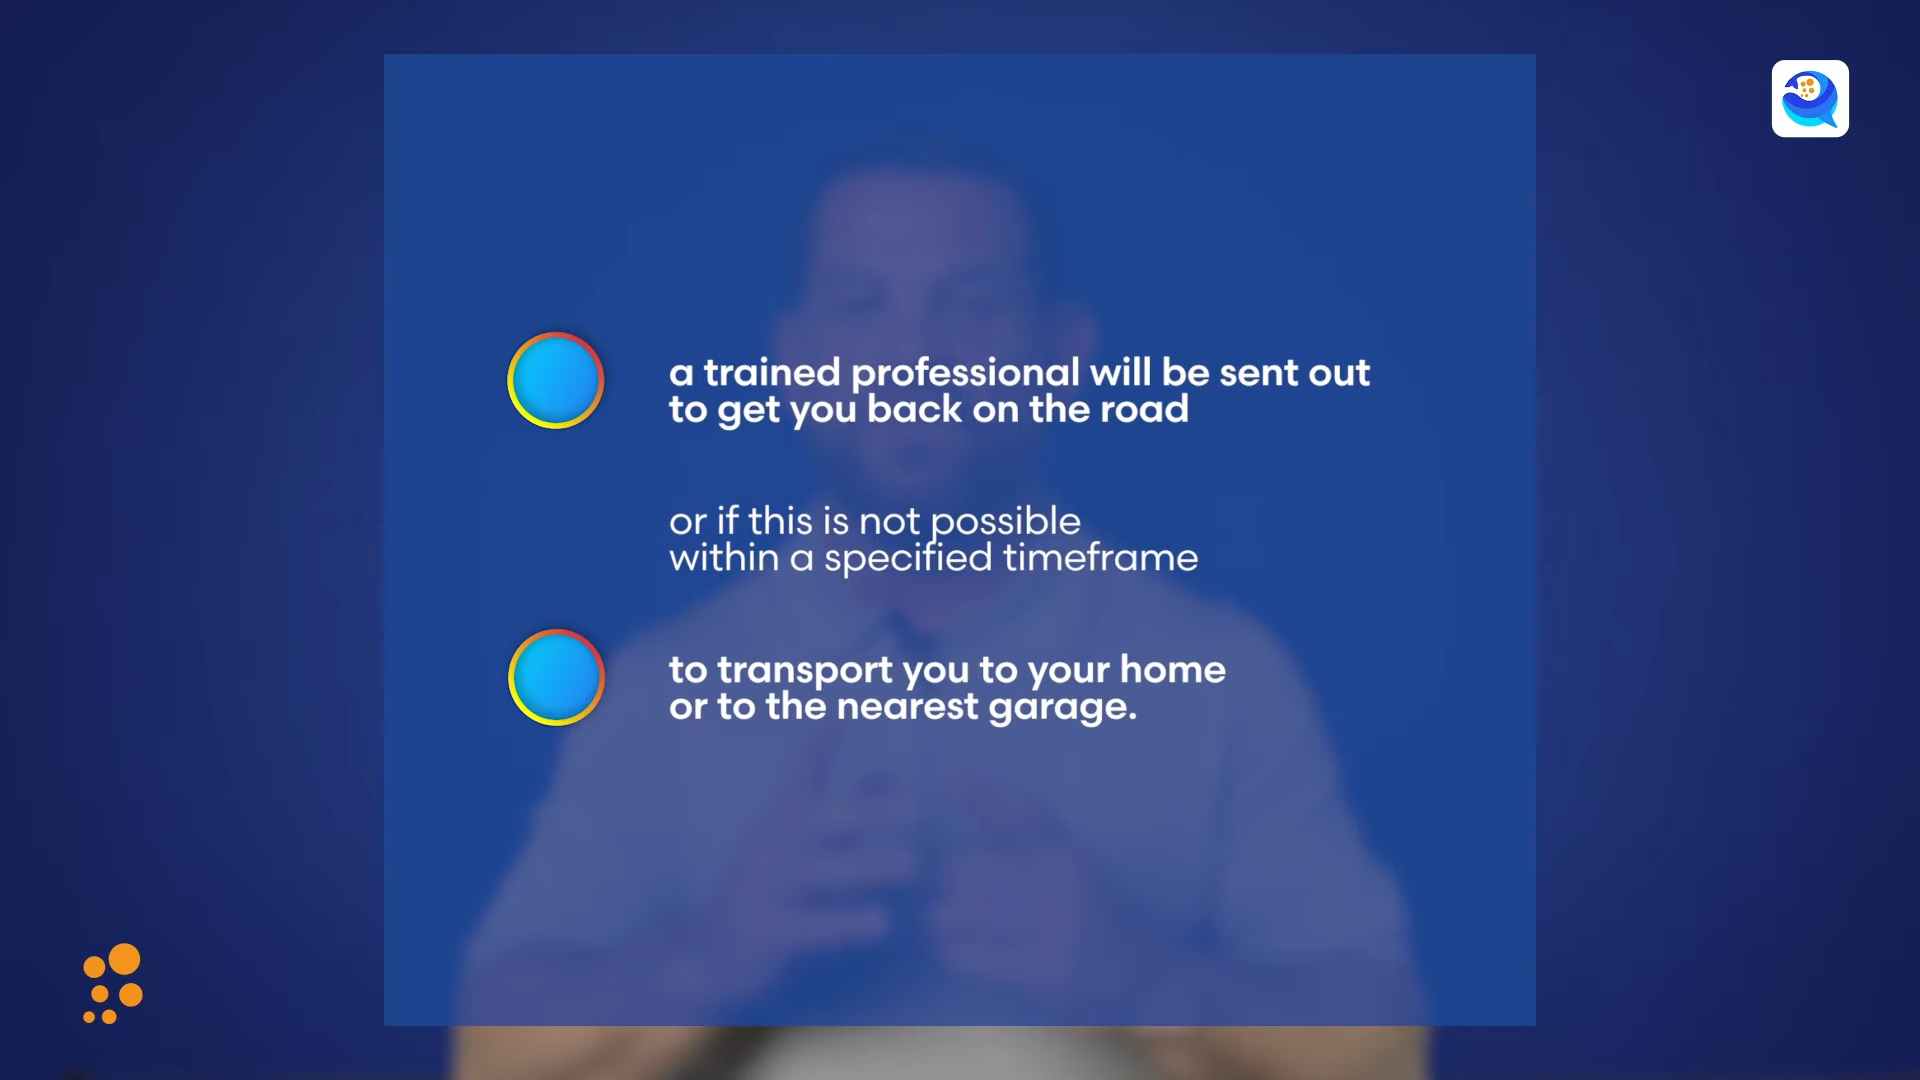 a trained professional will be sent out
to get you back on the road
or if this is not possible
within a specified timeframe
to transport you to your home
or to the nearest garage.